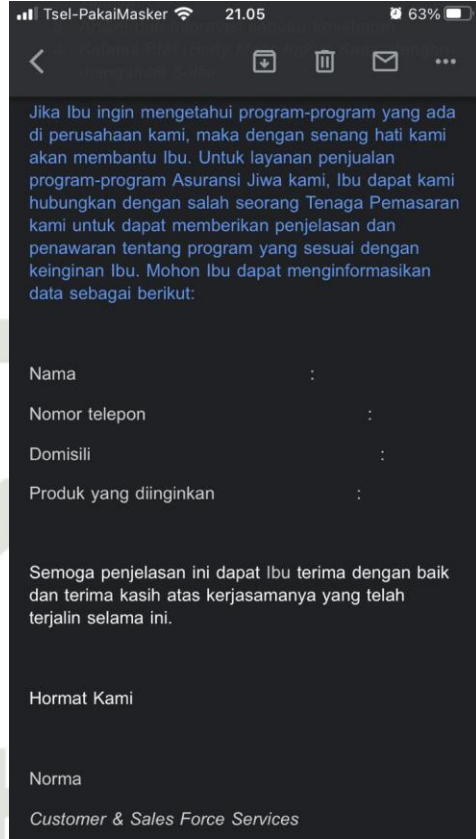 Tsel-PakaiMasker 21.05 63%
Jika Ibu ingin mengetahui program-program yang ada
di perusahaan kami, maka dengan senang hati kami
akan membantu Ibu. Untuk layanan penjualan
program-program Asuransi Jiwa kami, Ibu dapat kami
hubungkan dengan salah seorang Tenaga Pemasaran
kami untuk dapat memberikan penjelasan dan
penawaran tentang program yang sesuai dengan
keinginan Ibu. Mohon Ibu dapat menginformasikan
data sebagai berikut:
Nama :
Nomor telepon :
Domisili :
Produk yang diinginkan :
Semoga penjelasan ini dapat Ibu terima dengan baik
dan terima kasih atas kerjasamanya yang telah
terjalin selama ini.
Hormat Kami
Norma
Customer & Sales Force Services